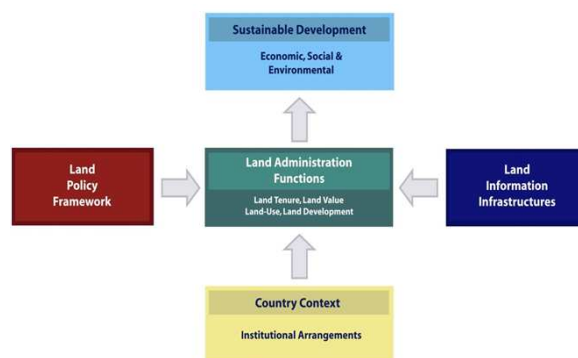 Sustainable Development
Economic, Social &
Environmental
Land
Policy
Framework
Land Administration
Functions
Land Tenure, Land Value
Land-Use, Land Development
Land
Information
Infrastructures
Country Context
Institutional Arrangements